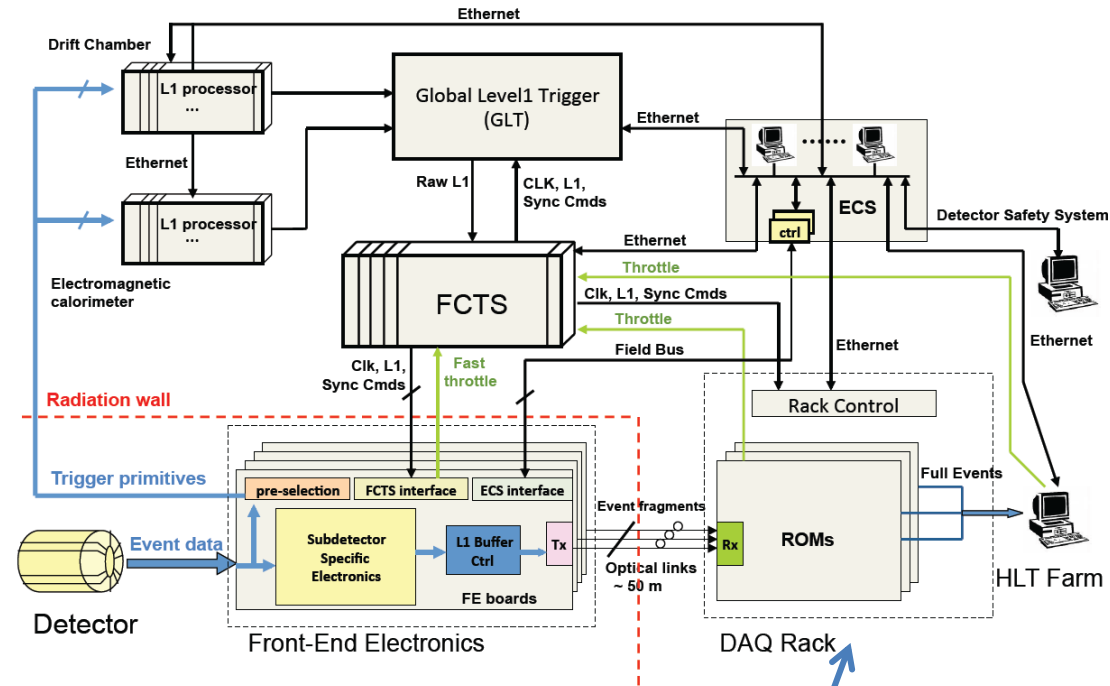 Ethernet
Drift Chamber
L1 processor
...
Global Level1 Trigger
(GLT)
Ethernet
Ethernet
Raw L1
CLK, L1,
Sync Cmds
L1 processor
...
ECS
ctrl
Detector Safety System
Electromagnetic
calorimeter
Ethernet
Throttle
FCTS
Clk, L1, Sync Cmds
Throttle
Ethernet
Field Bus
Ethernet
Clk, L1,
Sync Cmds
Fast
throttle
Radiation wall
Rack Control
Trigger primitives
pre-selection
FCTS interface
ECS interface
Full Events
Event fragments
Event data
Subdetector
Specific
Electronics
L1 Buffer
Ctrl
Tx
Rx
ROMs
Optical links
~ 50 m
FE boards
HLT Farm
Detector
Front-End Electronics
DAQ Rack